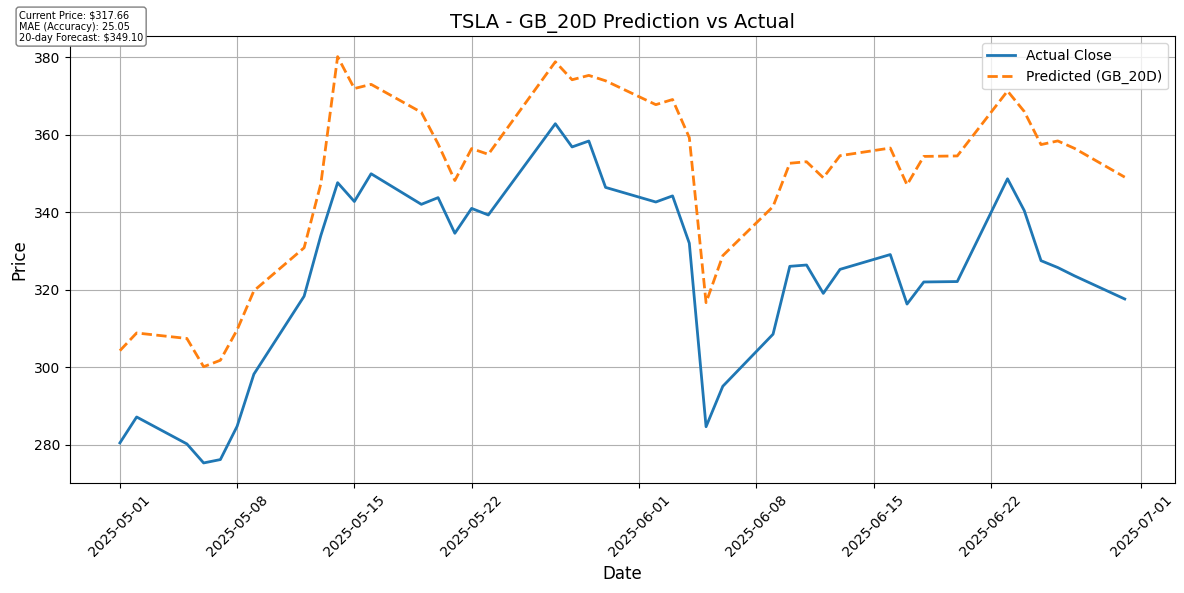 TSLA - GB_20D Prediction vs Actual
Current Price: $317.66
MAE (Accuracy): 25.05
20-day Forecast: $349.10
Actual Close
Predicted (GB_20D)
Price
380
360
340
320
300
280
2025-05-01
2025-05-08
2025-05-15
2025-05-22
2025-06-01
2025-06-08
2025-06-15
2025-06-22
2025-07-01
Date